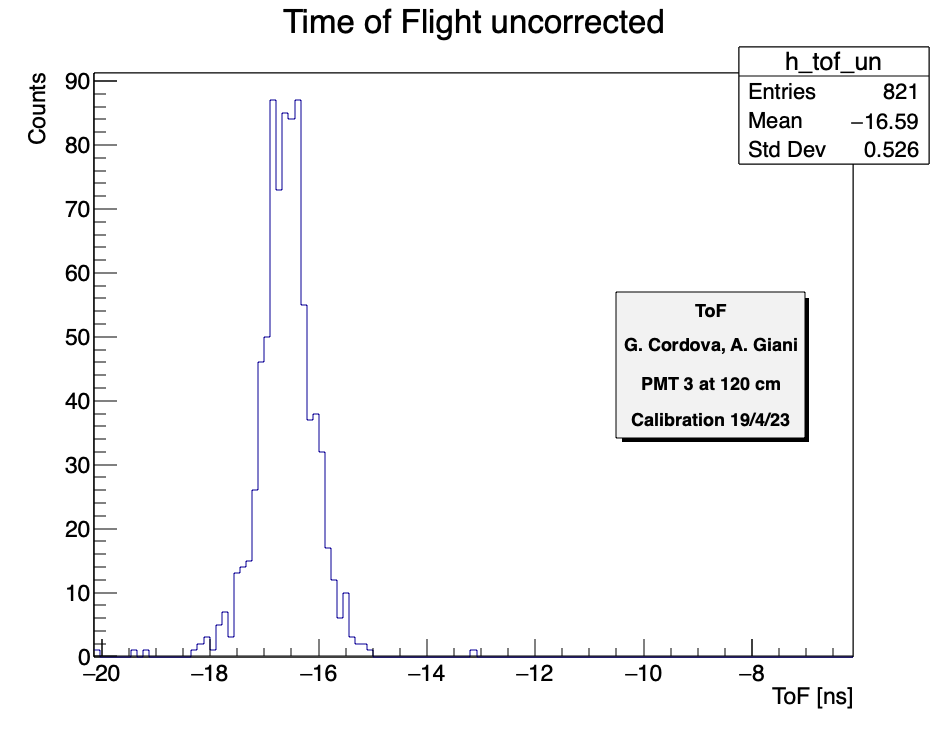 Time of Flight uncorrected
h_tof_un
Entries 821
Mean −16.59
Std Dev 0.526
Counts
90
80
70
60
50
40
30
20
10
0
ToF
G. Cordova, A. Giani
PMT 3 at 120 cm
Calibration 19/4/23
−20 −18 −16 −14 −12 −10 −8
ToF [ns]